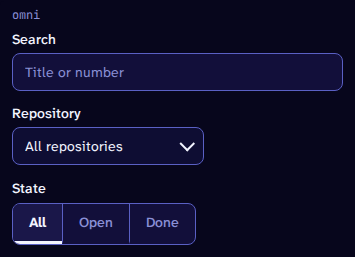 omni
Search
Title or number
Repository
All repositories
State
All Open Done